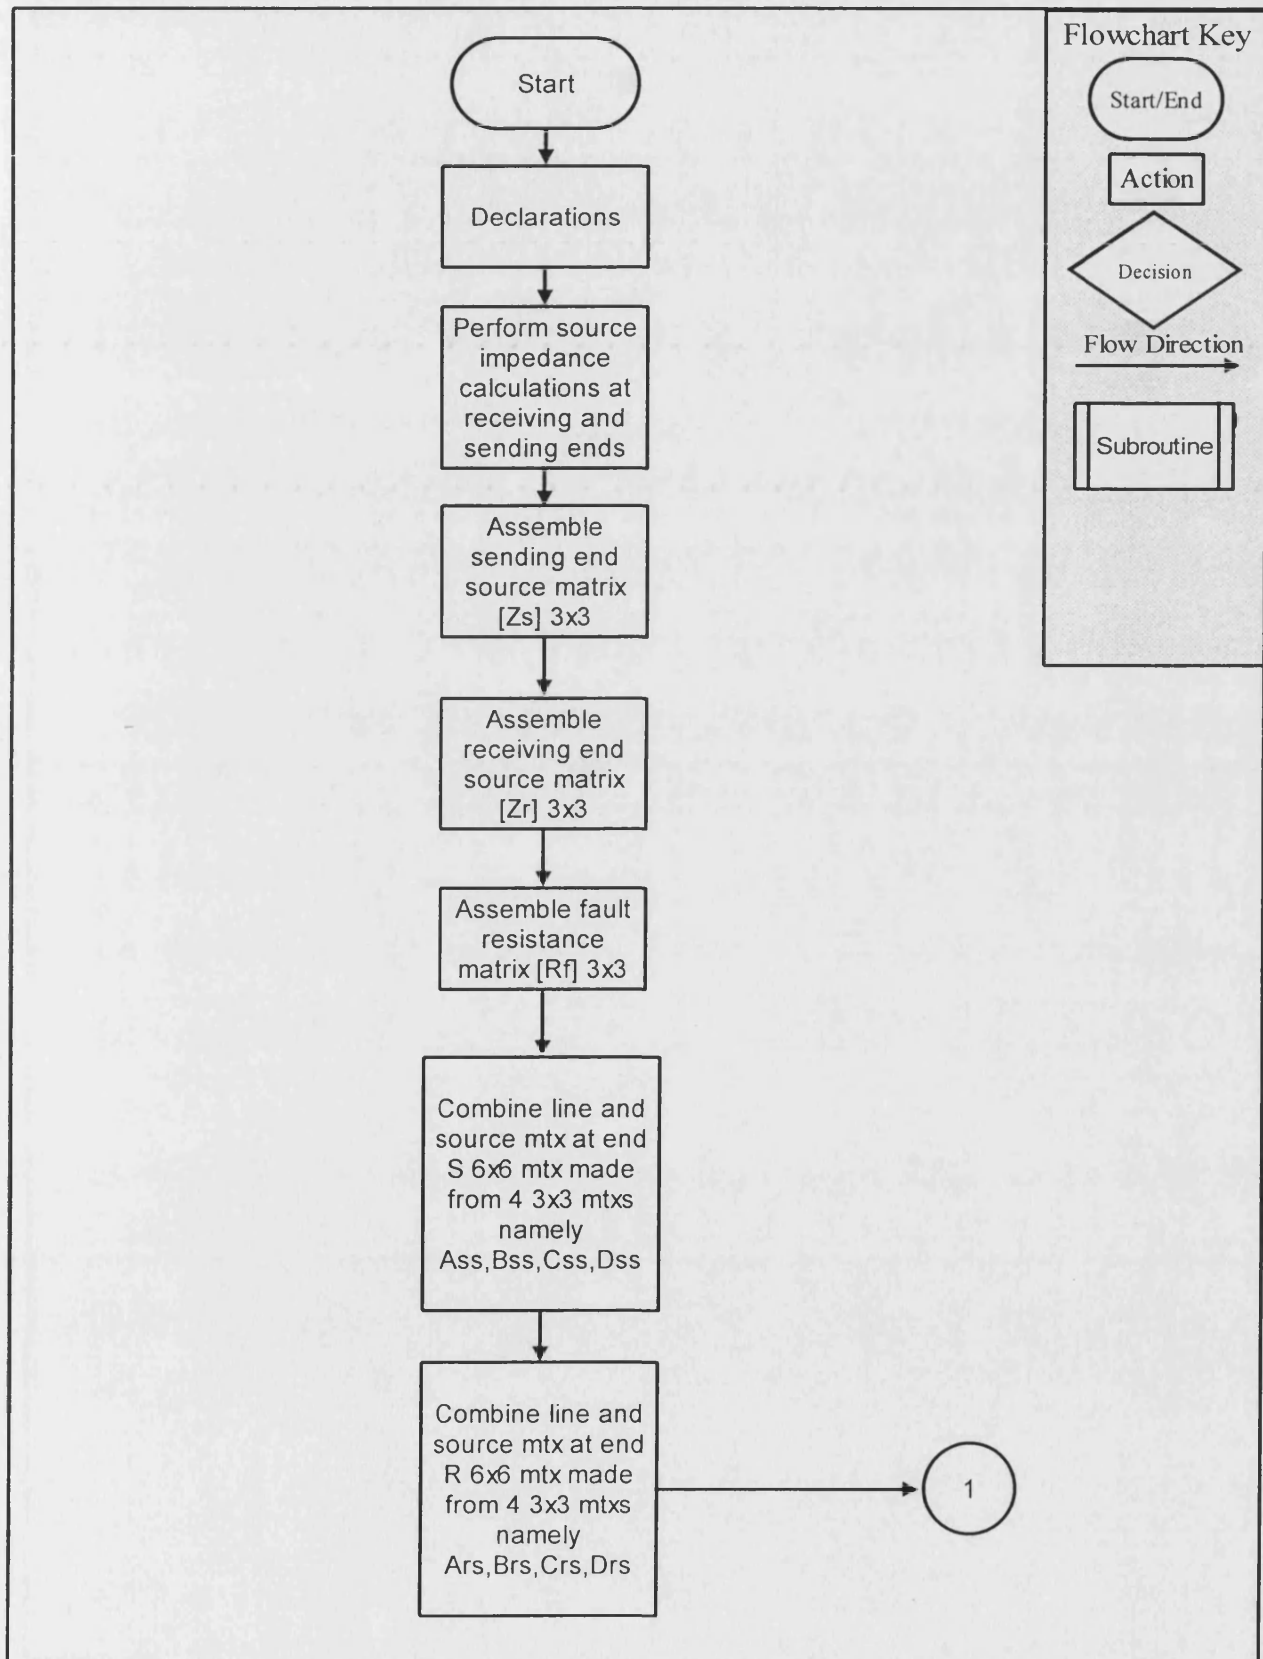 Start
Declarations
Perform source
impedance
calculations at
receiving and
sending ends
Assemble
sending end
source matrix
[Zs] 3x3
Assemble
receiving end
source matrix
[Zr] 3x3
Assemble fault
resistance
matrix [Rf] 3x3
Combine line and
source mtx at end
S 6x6 mtx made
from 4 3x3 mtxs
namely
Ass,Bss,Css,Dss
Combine line and
source mtx at end
R 6x6 mtx made
from 4 3x3 mtxs
namely
Ars,Brs,Crs,Drs
1
Flowchart Key
Start/End
Action
Decision
Flow Direction
Subroutine